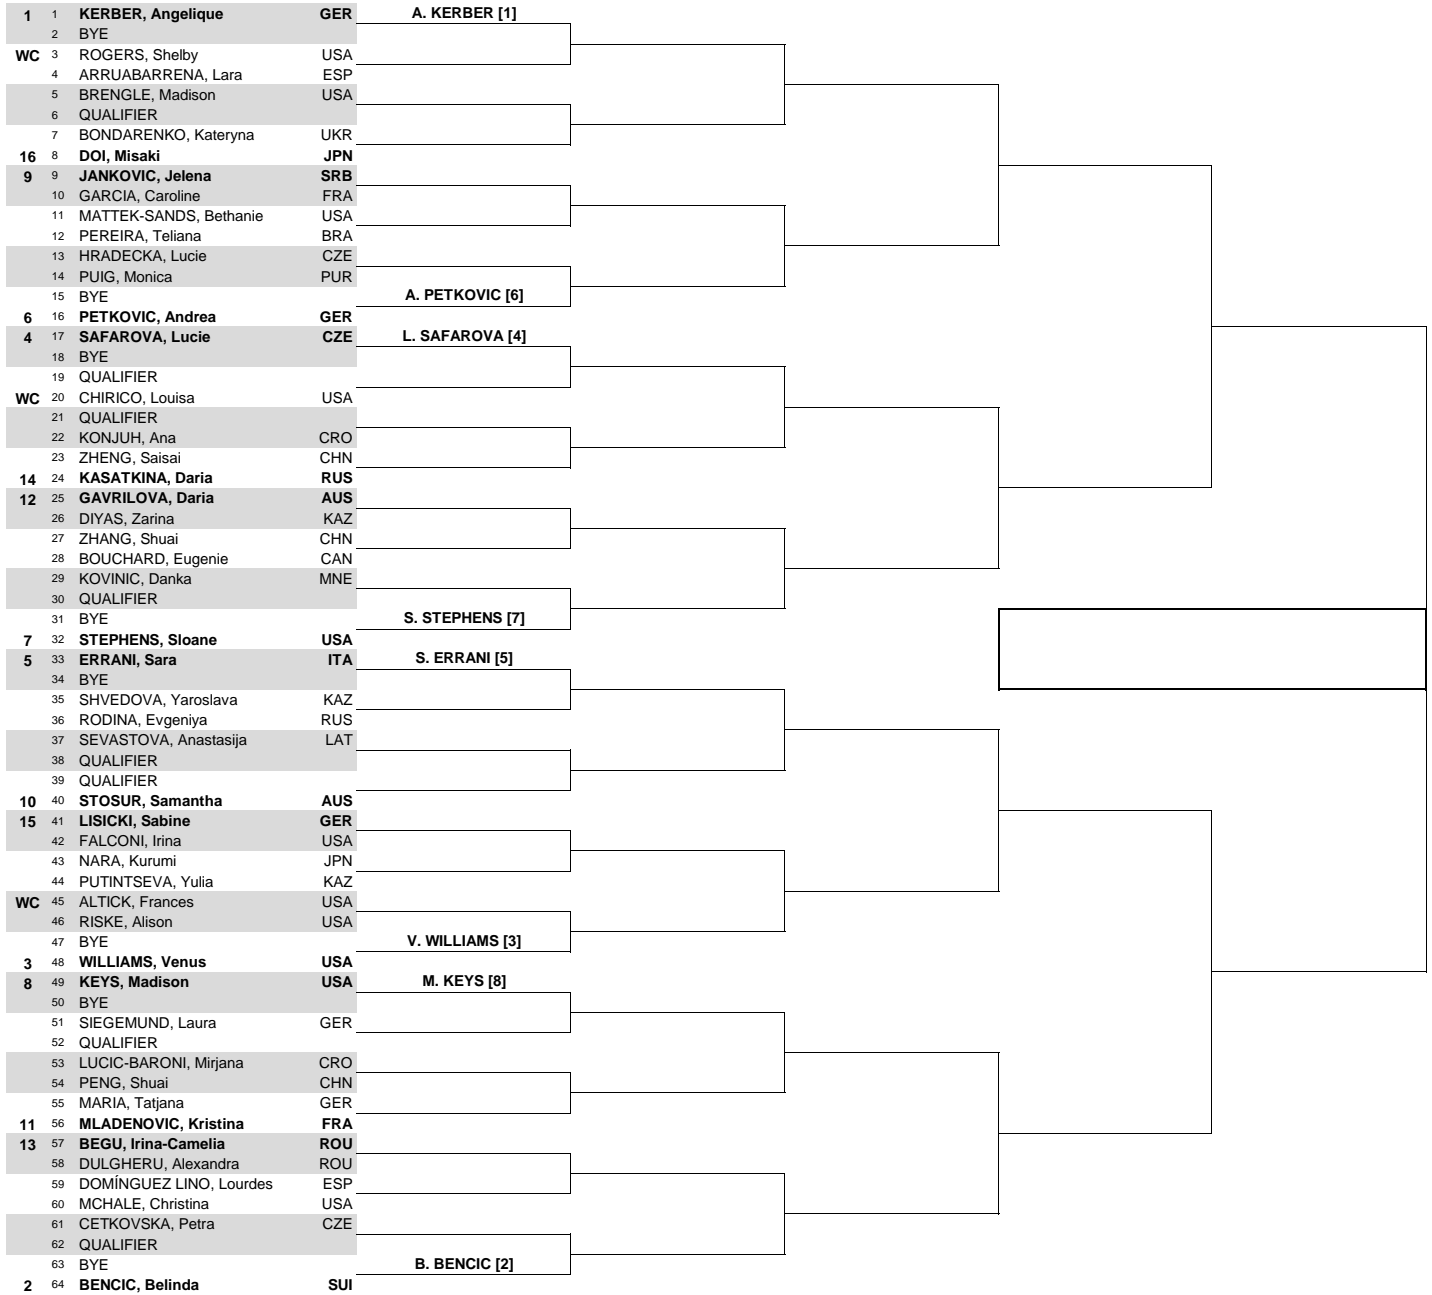 1 1 KERBER, Angelique GER A. KERBER [1]
2 BYE
WC 3 ROGERS, Shelby USA
4 ARRUABARRENA, Lara ESP
5 BRENGLE, Madison USA
6 QUALIFIER
7 BONDARENKO, Kateryna UKR
16 8 DOI, Misaki JPN
9 9 JANKOVIC, Jelena SRB
10 GARCIA, Caroline FRA
11 MATTEK-SANDS, Bethanie USA
12 PEREIRA, Teliana BRA
13 HRADECKA, Lucie CZE
14 PUIG, Monica PUR
15 BYE A. PETKOVIC [6]
6 16 PETKOVIC, Andrea GER
4 17 SAFAROVA, Lucie CZE L. SAFAROVA [4]
18 BYE
19 QUALIFIER
WC 20 CHIRICO, Louisa USA
21 QUALIFIER
22 KONJUH, Ana CRO
23 ZHENG, Saisai CHN
14 24 KASATKINA, Daria RUS
12 25 GAVRILOVA, Daria AUS
26 DIYAS, Zarina KAZ
27 ZHANG, Shuai CHN
28 BOUCHARD, Eugenie CAN
29 KOVINIC, Danka MNE
30 QUALIFIER
31 BYE S. STEPHENS [7]
7 32 STEPHENS, Sloane USA
5 33 ERRANI, Sara ITA S. ERRANI [5]
34 BYE
35 SHVEDOVA, Yaroslava KAZ
36 RODINA, Evgeniya RUS
37 SEVASTOVA, Anastasija LAT
38 QUALIFIER
39 QUALIFIER
10 40 STOSUR, Samantha AUS
15 41 LISICKI, Sabine GER
42 FALCONI, Irina USA
43 NARA, Kurumi JPN
44 PUTINTSEVA, Yulia KAZ
WC 45 ALTICK, Frances USA
46 RISKE, Alison USA
47 BYE V. WILLIAMS [3]
3 48 WILLIAMS, Venus USA
8 49 KEYS, Madison USA M. KEYS [8]
50 BYE
51 SIEGEMUND, Laura GER
52 QUALIFIER
53 LUCIC-BARONI, Mirjana CRO
54 PENG, Shuai CHN
55 MARIA, Tatjana GER
11 56 MLADENOVIC, Kristina FRA
13 57 BEGU, Irina-Camelia ROU
58 DULGHERU, Alexandra ROU
59 DOMÍNGUEZ LINO, Lourdes ESP
60 MCHALE, Christina USA
61 CETKOVSKA, Petra CZE
62 QUALIFIER
63 BYE B. BENCIC [2]
2 64 BENCIC, Belinda SUI